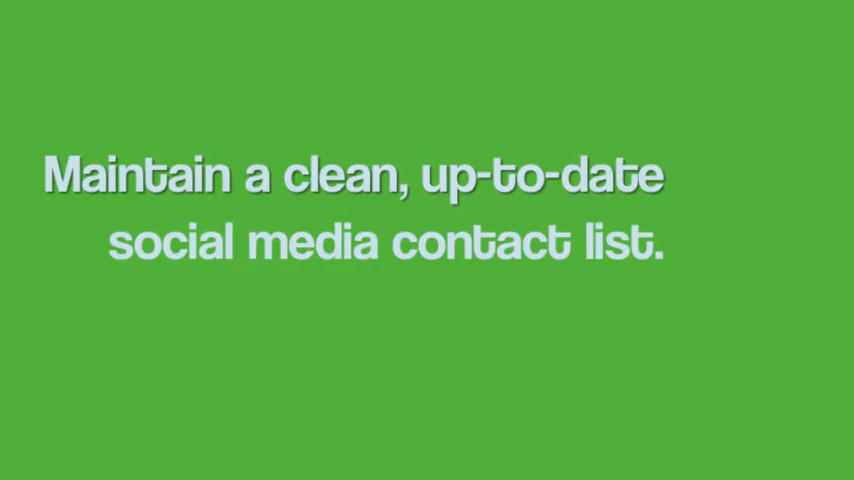 Maintain a clean, up-to-date
social media contact list.